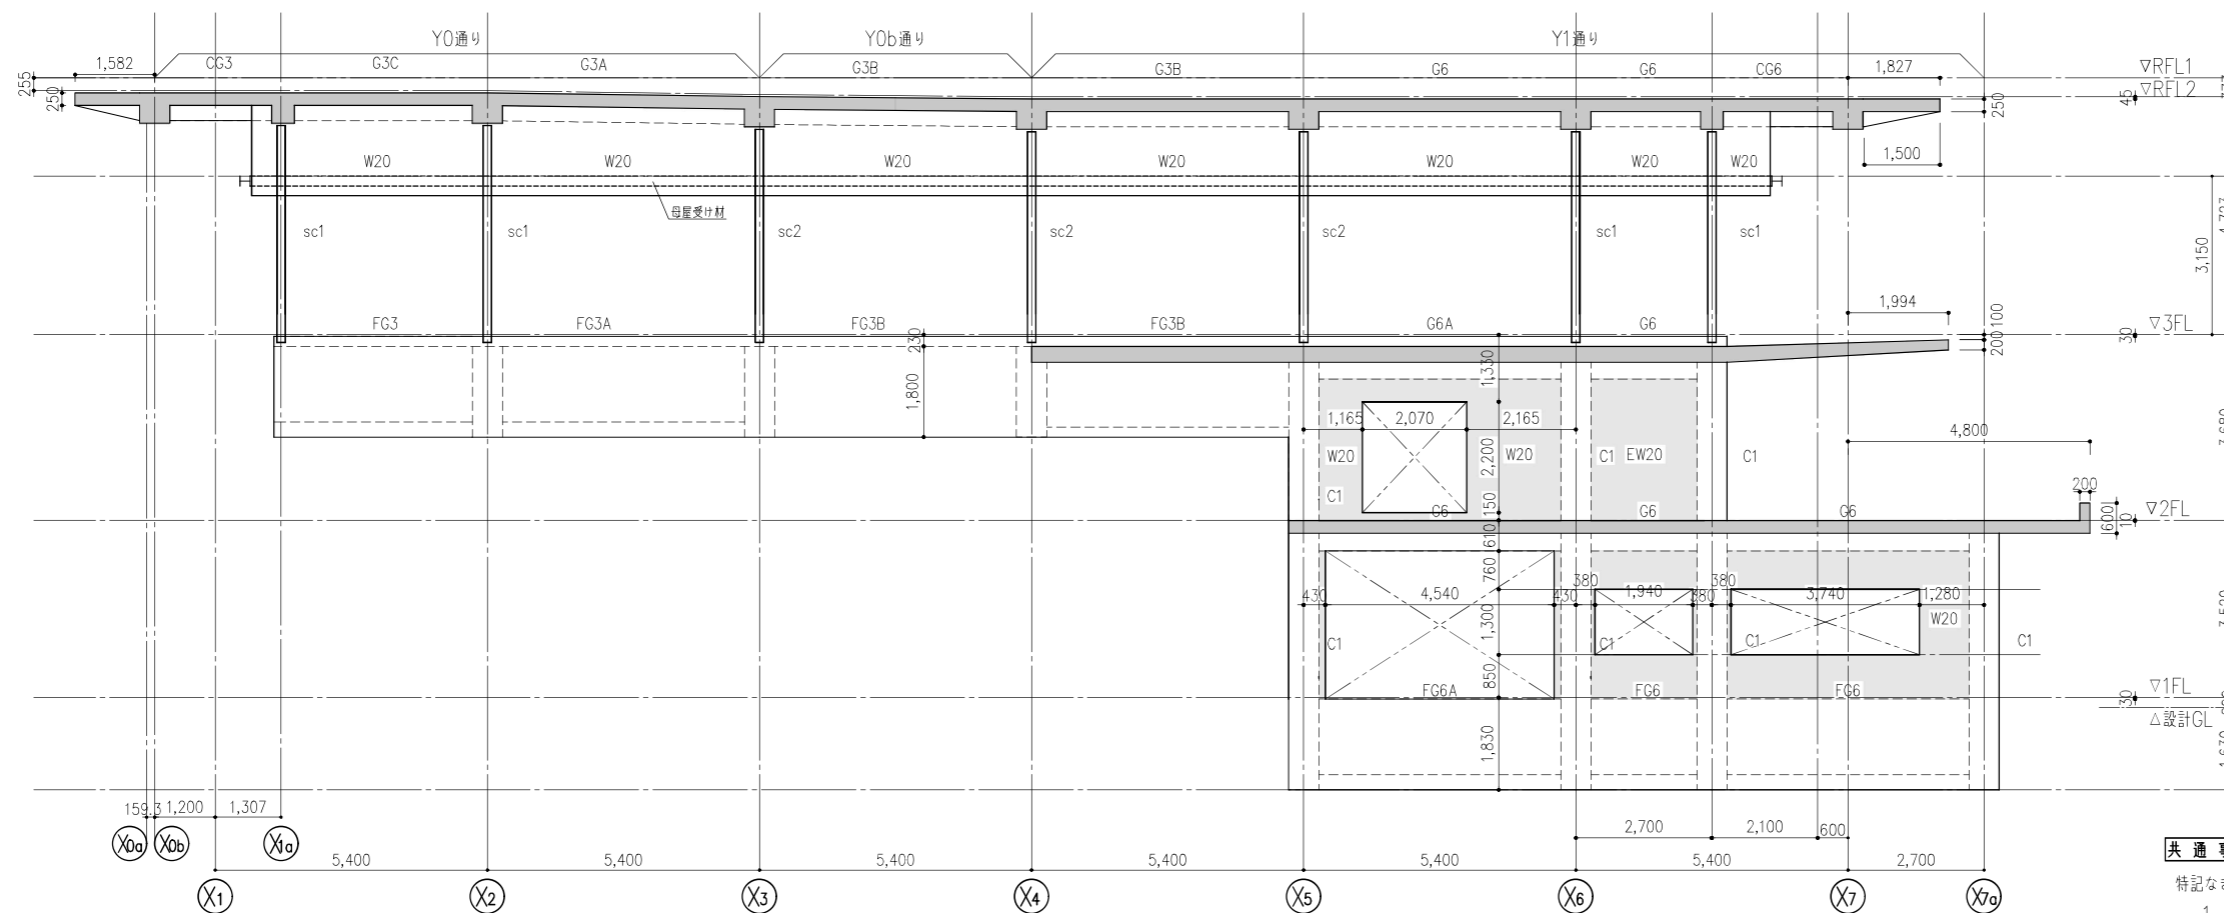 Y0通り
Y0b通り
Y1通り
1,582
CG3
G3C
G3A
G3B
G3B
G6
G6
CG6
1,827
▽RFL1
▽RFL2
255
250
250
45
W20
W20
W20
W20
W20
W20
W20
1,500
母屋受け材
sc1
sc1
sc2
sc2
sc2
sc1
sc1
3,150
1,994
FG3
FG3A
FG3B
FG3B
G6A
G6
▽3FL
100
30
200
230
1,800
1,330
1,165
2,070
2,165
4,800
W20
2,200
W20
C1
EW20
C1
C1
150
200
G6
G6
G6
▽2FL
600
10
610
760
380
380
430
4,540
430
1,940
380
3,740
1,280
W20
1,300
C1
C1
C1
C1
850
FG6A
FG6
FG6
▽1FL
30
△設計GL
1,830
159.3
1,200
1,307
X0a
X0b
X1a
2,700
2,100
600
5,400
5,400
5,400
5,400
5,400
5,400
2,700
X1
X2
X3
X4
X5
X6
X7
X7a
共通
特記な
1